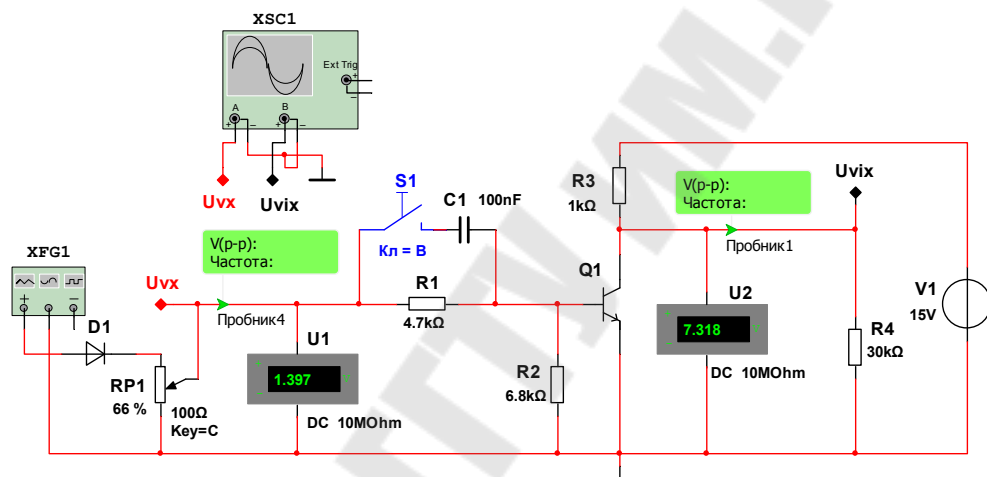 XSC1
Ext Trig
+
–
A
B
+
–
+
–
Uvx
Uvix
S1
C1
100nF
Кл = B
R3
1kΩ
V(p-p):
Частота:
Uvix
Пробник1
XFG1
+
–
V(p-p):
Частота:
Uvx
Пробник4
R1
4.7kΩ
Q1
V1
15V
D1
U1
1.397
V
DC 10MOhm
U2
7.318
V
DC 10MOhm
R4
30kΩ
RP1
66 %
100Ω
Key=C
R2
6.8kΩ